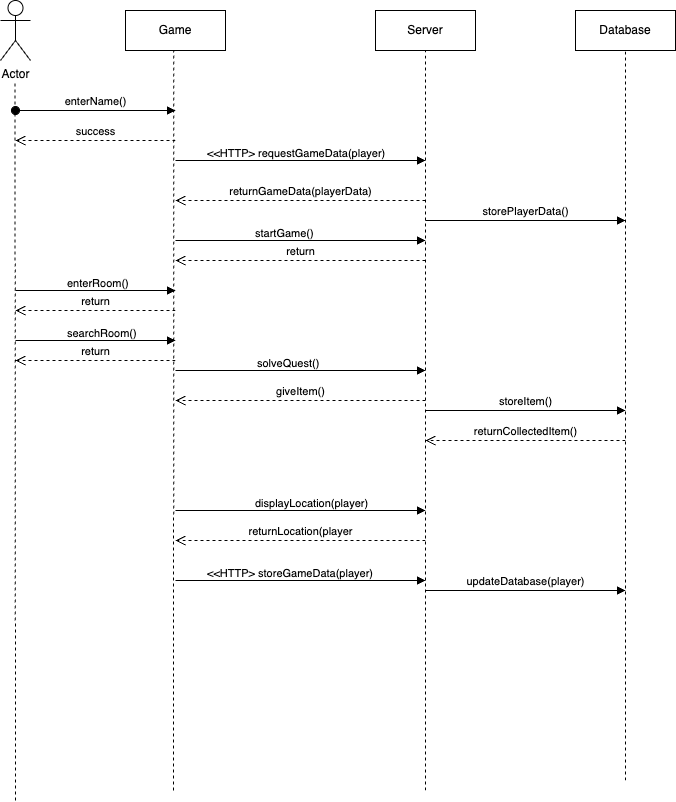 Game
Server
Database
Actor
enterName()
success
<<HTTP> requestGameData(player)
returnGameData(playerData)
storePlayerData()
startGame()
return
enterRoom()
return
searchRoom()
return
solveQuest()
giveItem()
storeItem()
returnCollectedItem()
displayLocation(player)
returnLocation(player
<<HTTP> storeGameData(player)
updateDatabase(player)